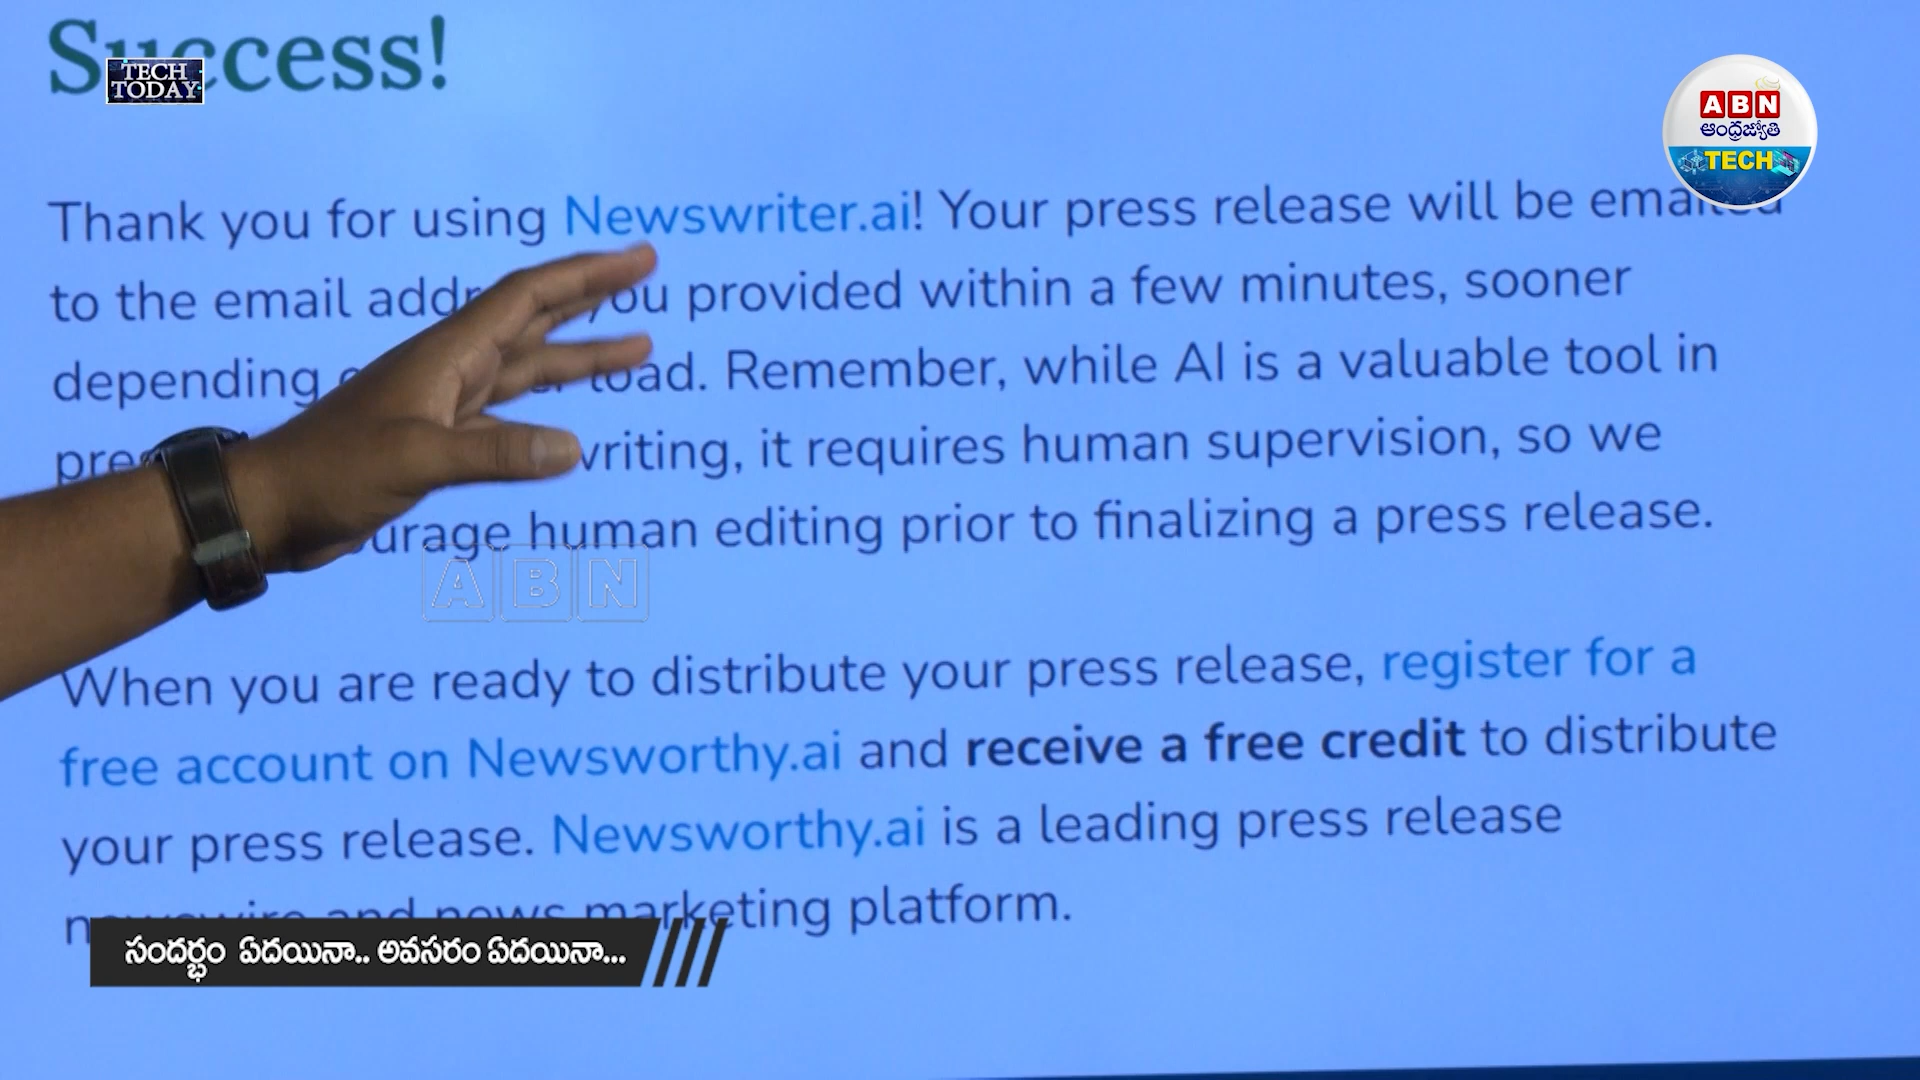 Success!
TECH
TODAY
ABN
ఆంధ్రజ్యోతి
TECH
Thank you for using Newswriter.ai! Your press release will be emailed
to the email you provided within a few minutes, sooner
depending load. Remember, while AI is a valuable tool in
writing, it requires human supervision, so we
human editing prior to finalizing a press release.
ABN
When you are ready to distribute your press release, register for a
free account on Newsworthy.ai and receive a free credit to distribute
your press release. Newsworthy.ai is a leading press release
newswire and news marketing platform.
సందర్భం ఏదయినా.. అవసరం ఏదయినా...